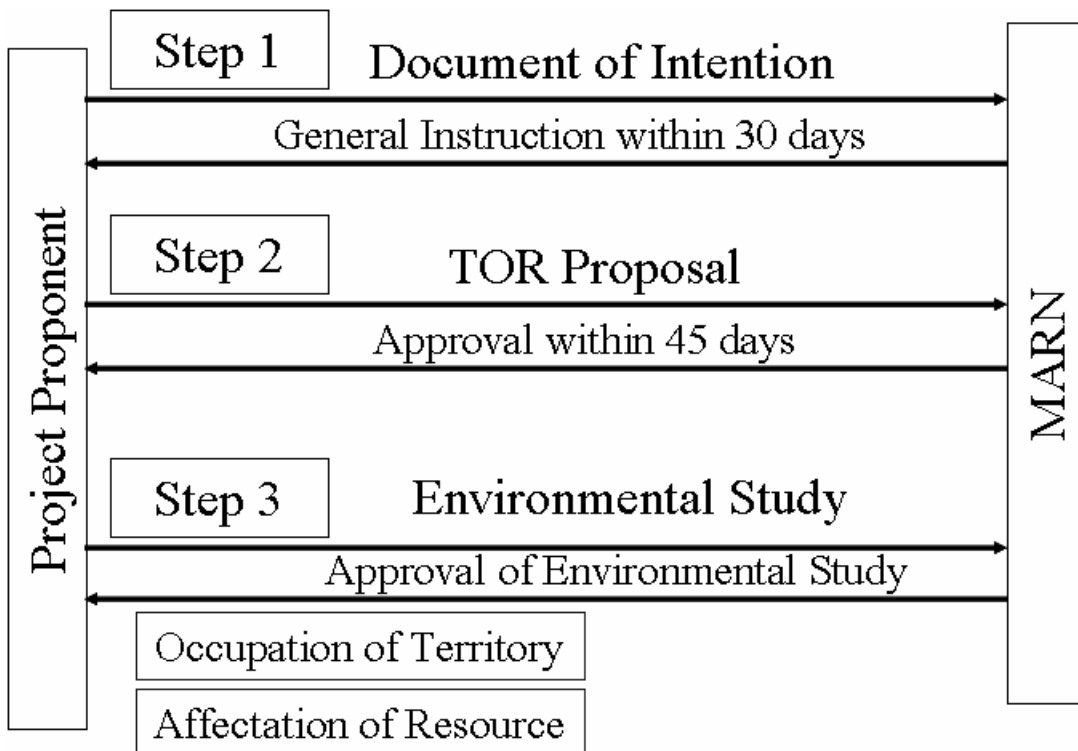 Project Proponent
Step 1
Document of Intention
General Instruction within 30 days
Step 2
TOR Proposal
Approval within 45 days
Step 3
Environmental Study
Approval of Environmental Study
Occupation of Territory
Affectation of Resource
MARN